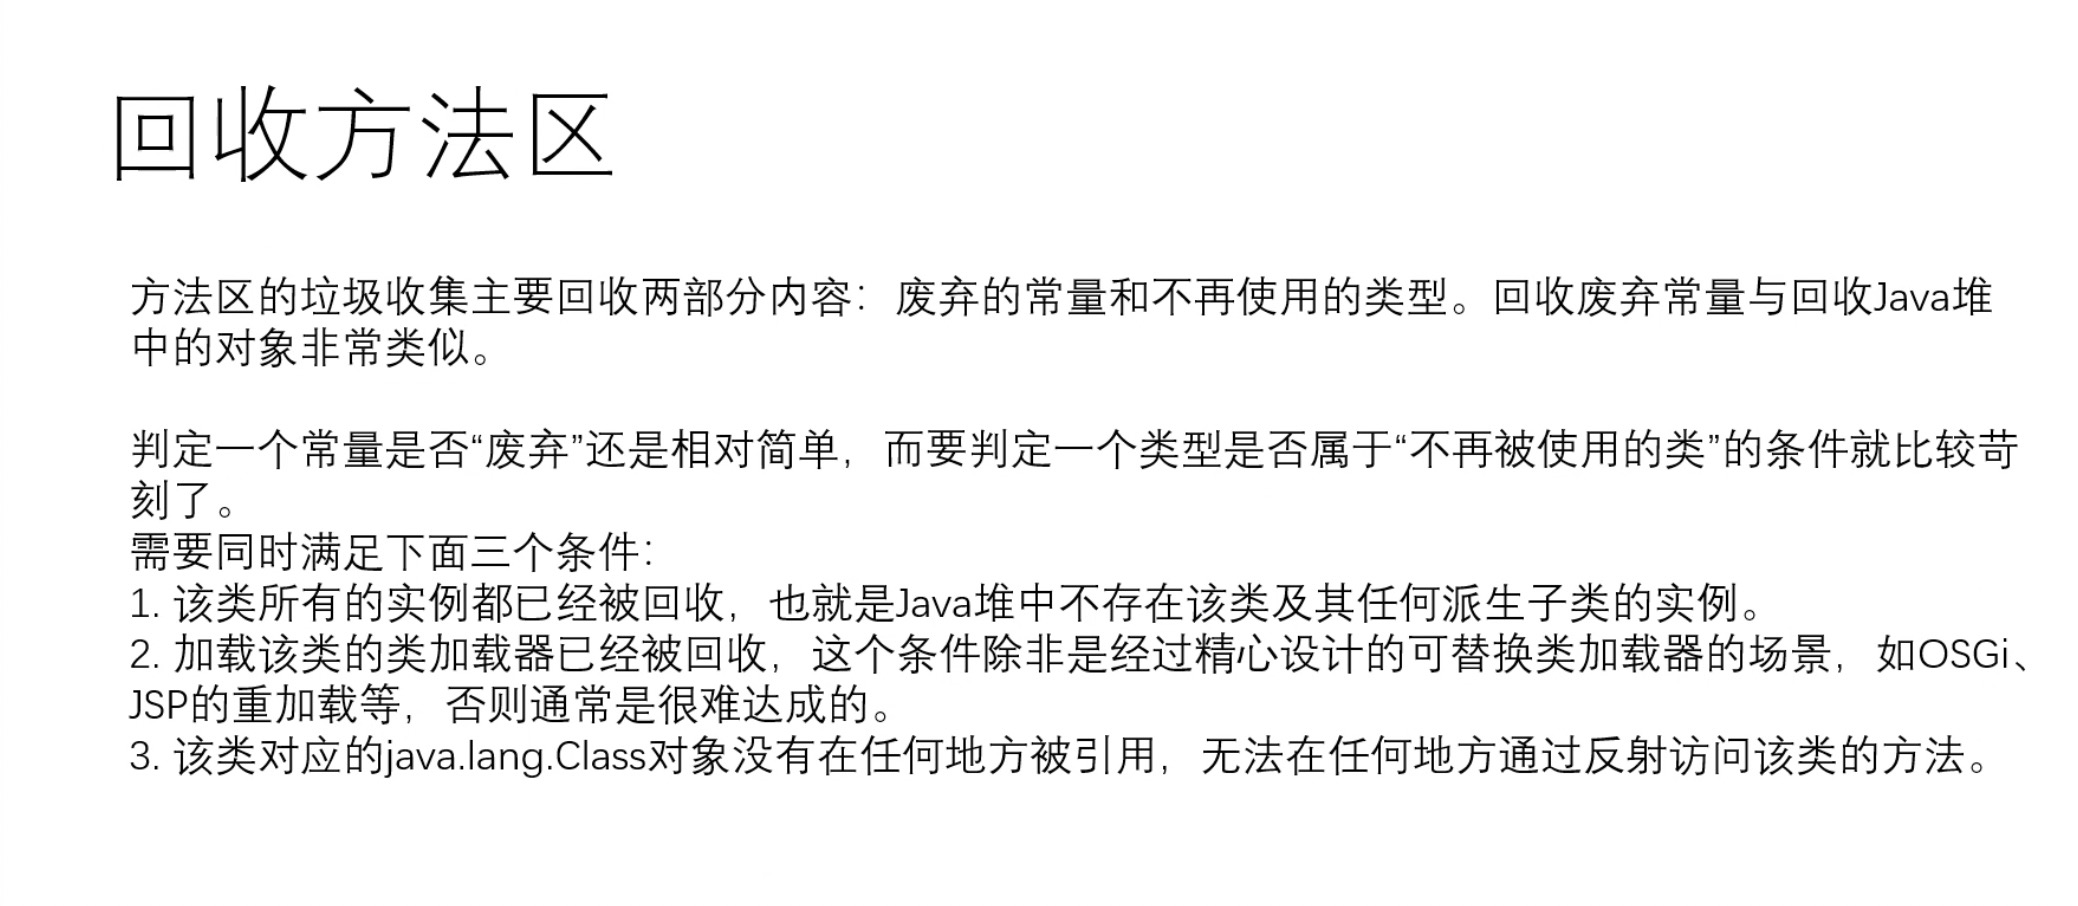 回收方法区
方法区的垃圾收集主要回收两部分内容：废弃的常量和不再使用的类型。回收废弃常量与回收Java堆
中的对象非常类似。
判定一个常量是否“废弃”还是相对简单，而要判定一个类型是否属于“不再被使用的类”的条件就比较苛
刻了。
需要同时满足下面三个条件：
1. 该类所有的实例都已经被回收，也就是Java堆中不存在该类及其任何派生子类的实例。
2. 加载该类的类加载器已经被回收，这个条件除非是经过精心设计的可替换类加载器的场景，如OSGi、
JSP的重加载等，否则通常是很难达成的。
3. 该类对应的java.lang.Class对象没有在任何地方被引用，无法在任何地方通过反射访问该类的方法。